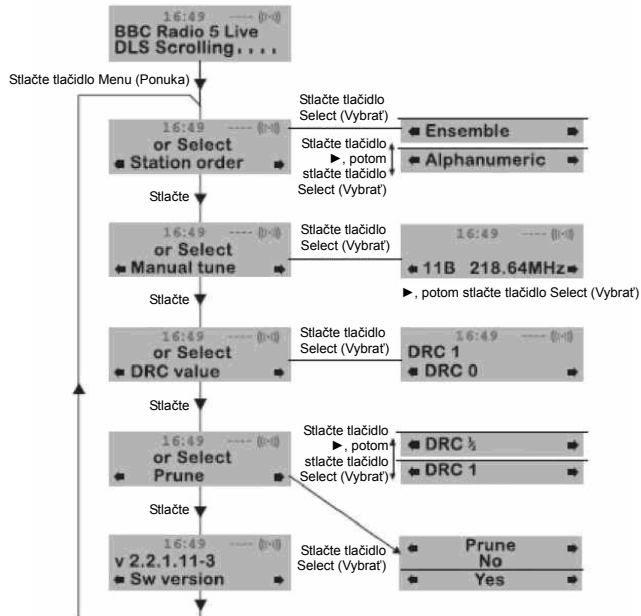 16:49 ----
BBC Radio 5 Live
DLS Scrolling....
Stlačte tlačidlo Menu (Ponuka)
16:49 ----
or Select
Station order
Stlačte tlačidlo
Select (Vybrať)
Ensemble
Stlačte tlačidlo
►, potom
stlačte tlačidlo
Select (Vybrať)
Alphanumeric
Stlačte
16:49 ----
or Select
Manual tune
Stlačte tlačidlo
Select (Vybrať)
16:49 ----
11B 218.64MHz
►, potom stlačte tlačidlo Select (Vybrať)
Stlačte
16:49 ----
or Select
DRC value
Stlačte tlačidlo
Select (Vybrať)
16:49 ----
DRC 1
DRC 0
Stlačte
16:49 ----
or Select
Prune
Stlačte tlačidlo
►, potom
stlačte tlačidlo
Select (Vybrať)
DRC ½
DRC 1
Stlačte
16:49 ----
v 2.2.1.11-3
Sw version
Stlačte tlačidlo
Select (Vybrať)
Prune
No
Yes